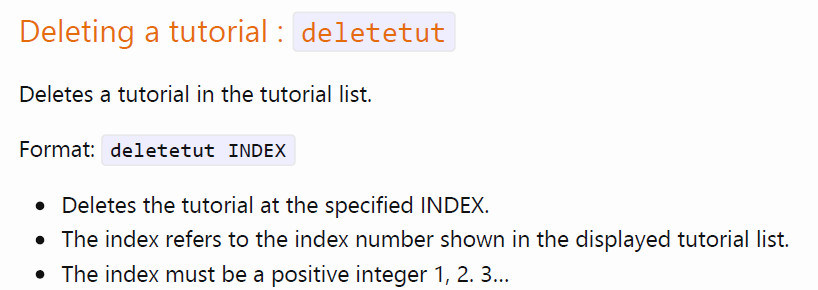 Deleting a tutorial : deletetut
Deletes a tutorial in the tutorial list.
Format: deletetut INDEX
• Deletes the tutorial at the specified INDEX.
• The index refers to the index number shown in the displayed tutorial list.
• The index must be a positive integer 1, 2. 3...